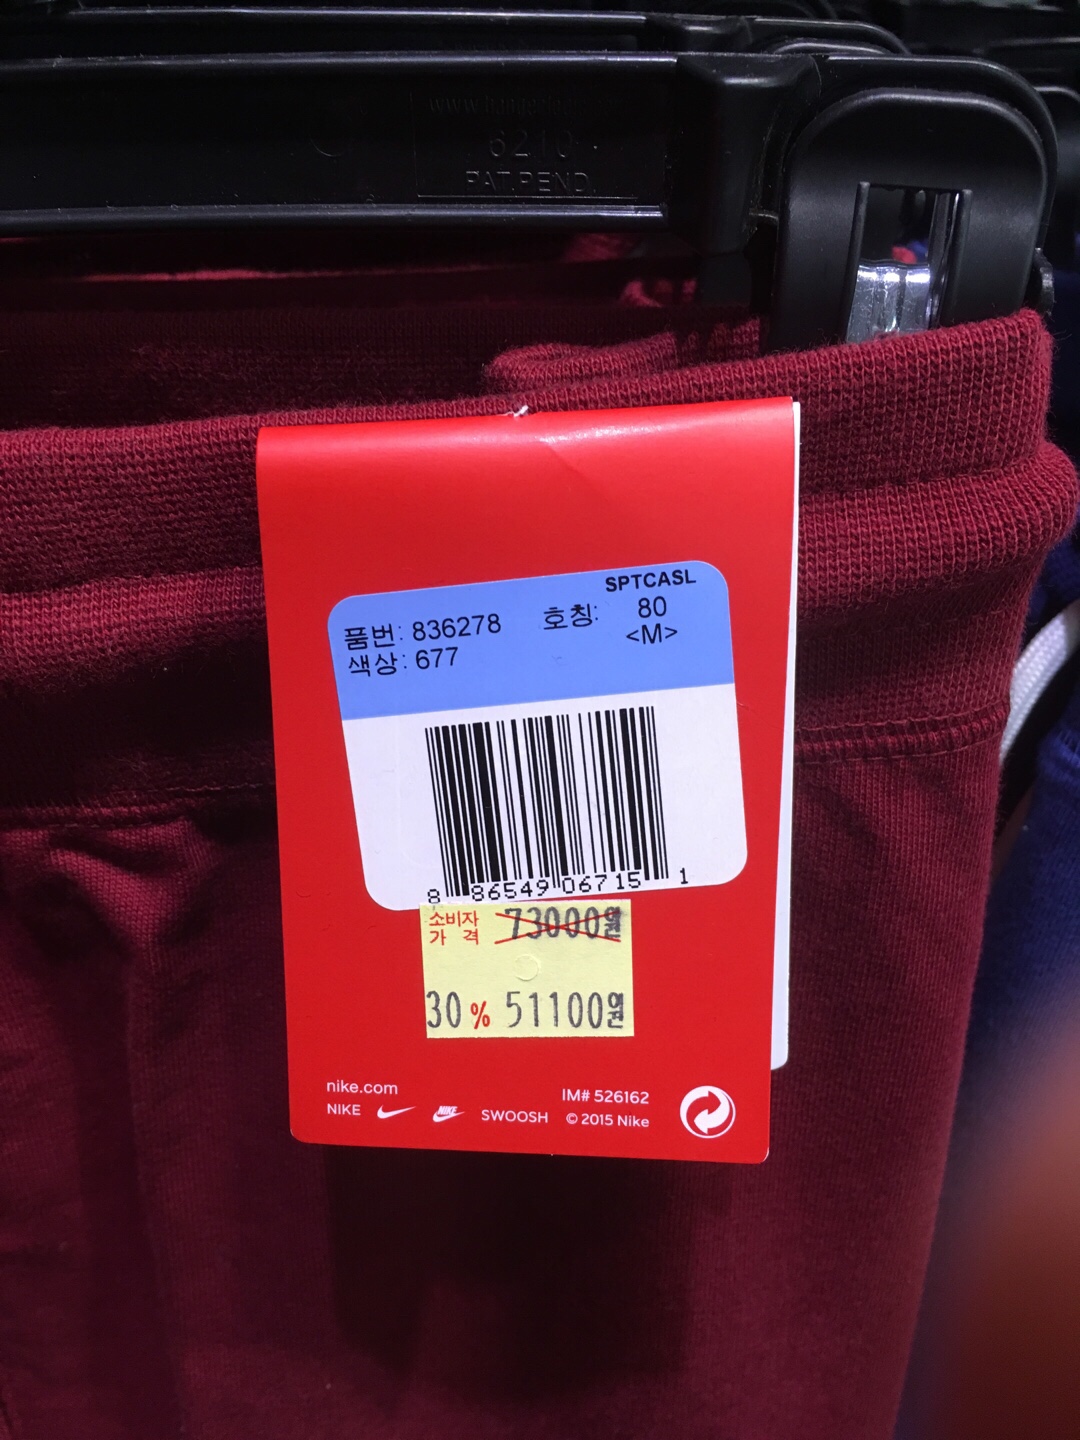 6210
PAT.PEND.
SPTCASL
품번: 836278 호칭: 80
색상: 677 <M>
8 86549 06715 1
소비자 73000원
가 격
30% 51100원
nike.com
IM# 526162
NIKE NIKE SWOOSH © 2015 Nike